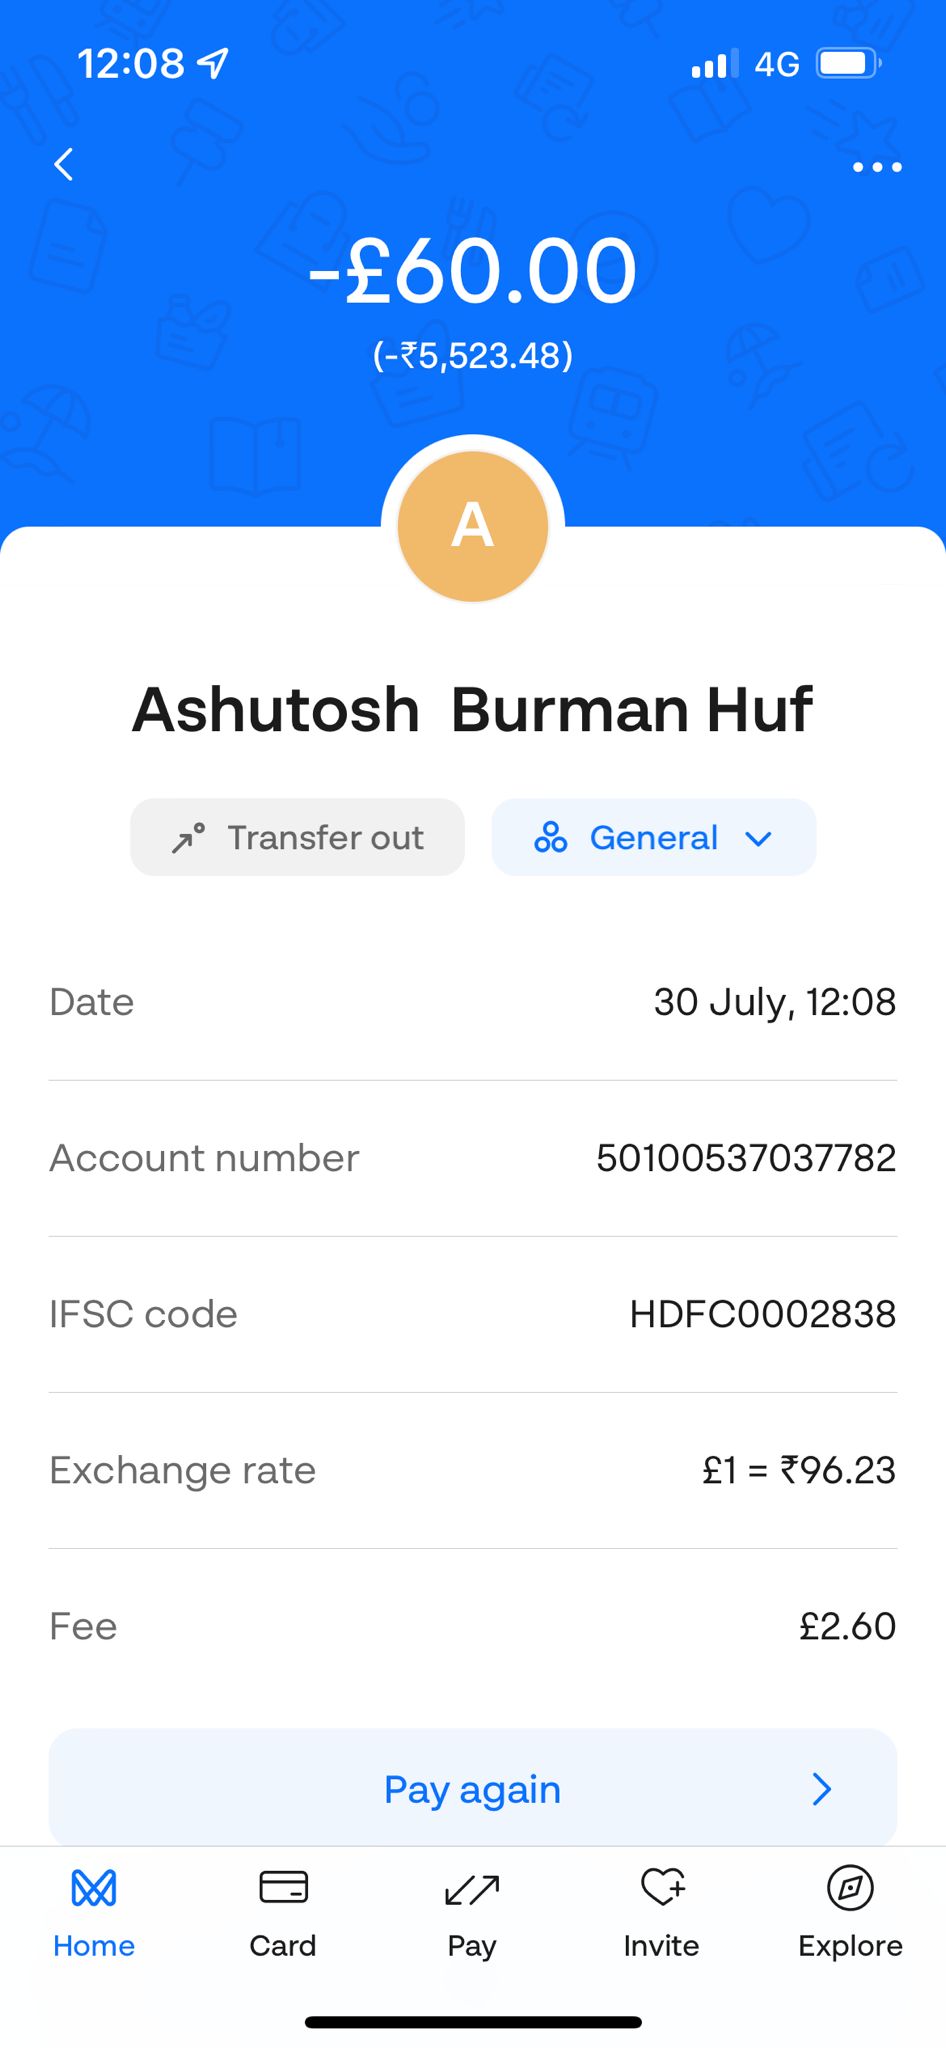 12:08 4G
-£60.00
(-₹5,523.48)
A
Ashutosh  Burman Huf
Transfer out General
Date 30 July, 12:08
Account number 50100537037782
IFSC code HDFC0002838
Exchange rate £1 = ₹96.23
Fee £2.60
Pay again
Home Card Pay Invite Explore